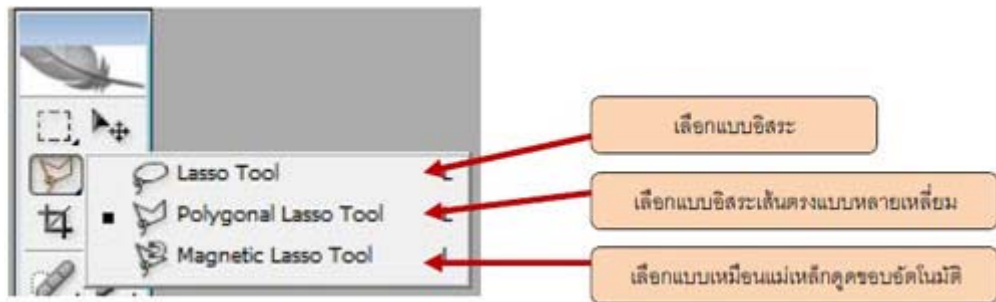 เลือกแบบอิสระ
Lasso Tool L
Polygonal Lasso Tool L
เลือกแบบอิสระเส้นตรงแบบหลายเหลี่ยม
Magnetic Lasso Tool L
เลือกแบบเหมือนแม่เหล็กดูดขอบอัตโนมัติ